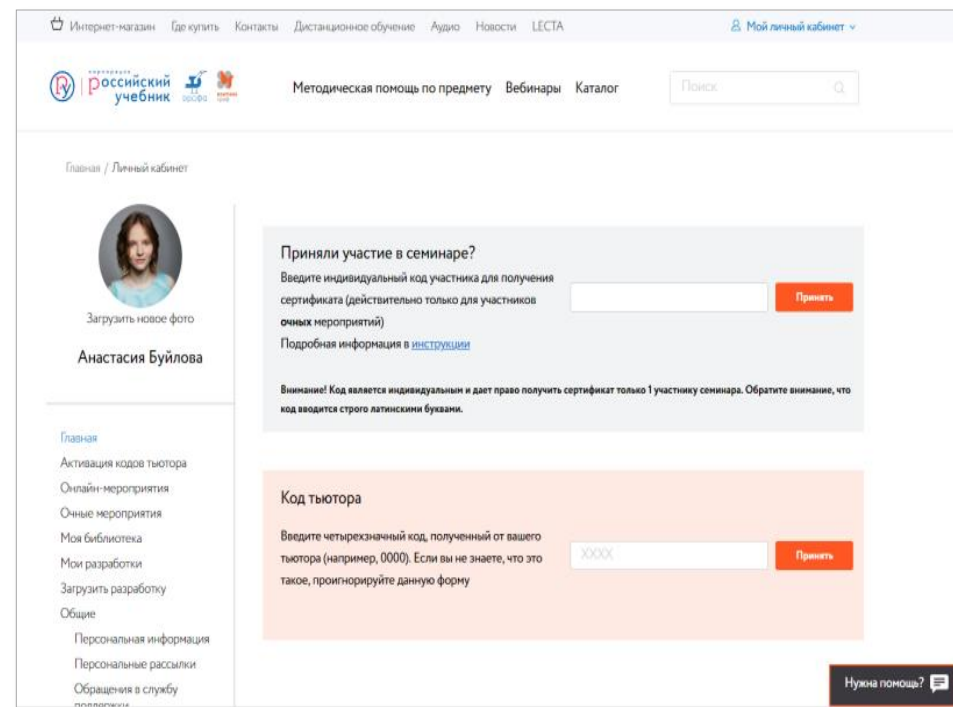 Интернет-магазин Где купить Контакты Дистанционное обучение Аудио Новости LECTA Мой личный кабинет
корпорация
российский
учебник
дрофа
Методическая помощь по предмету Вебинары Каталог Поиск
Главная / Личный кабинет
Загрузить новое фото
Анастасия Буйлова
Главная
Активация кодов тьютора
Онлайн-мероприятия
Очные мероприятия
Моя библиотека
Мои разработки
Загрузить разработку
Общие
Персональная информация
Персональные рассылки
Обращения в службу
поддержки
Приняли участие в семинаре?
Введите индивидуальный код участника для получения
сертификата (действительно только для участников
очных мероприятий)
Подробная информация в инструкции
Принять
Внимание! Код является индивидуальным и дает право получить сертификат только 1 участнику семинара. Обратите внимание, что
код вводится строго латинскими буквами.
Код тьютора
Введите четырехзначный код, полученный от вашего
тьютора (например, 0000). Если вы не знаете, что это
такое, проигнорируйте данную форму
XXXX
Принять
Нужна помощь?